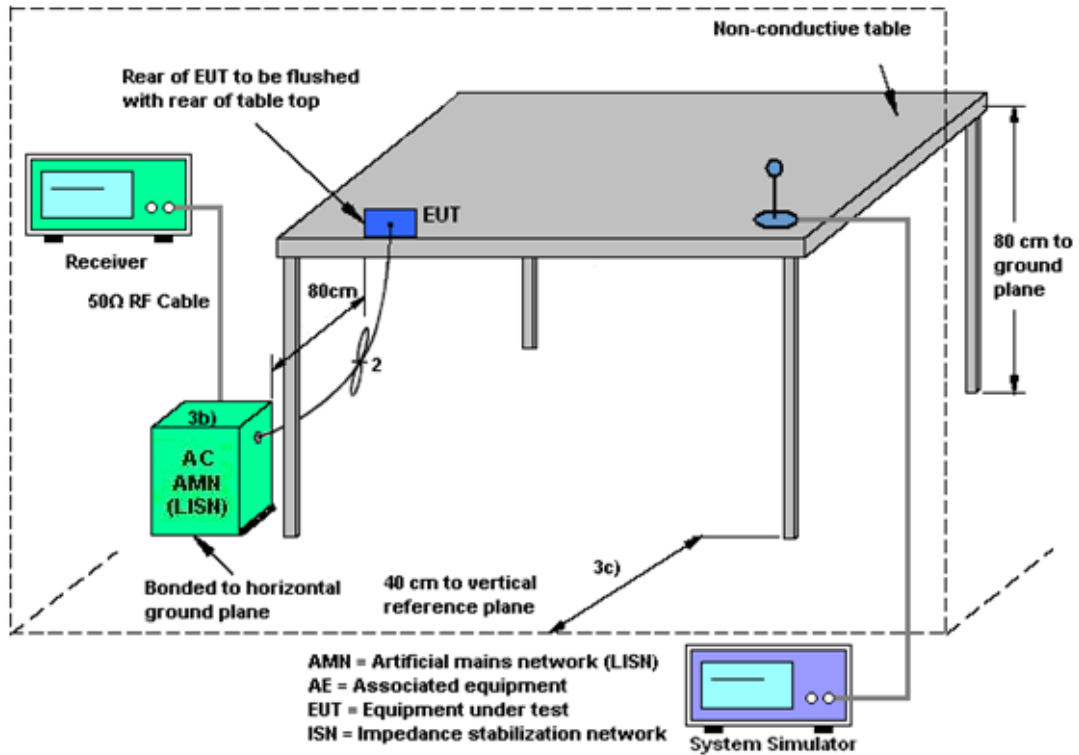 Non-conductive table
Rear of EUT to be flushed
with rear of table top
EUT
Receiver
80 cm to
ground
plane
50Ω RF Cable
80cm
2
3b)
AC
AMN
(LISN)
3c)
Bonded to horizontal
ground plane
40 cm to vertical
reference plane
AMN = Artificial mains network (LISN)
AE = Associated equipment
EUT = Equipment under test
ISN = Impedance stabilization network
System Simulator